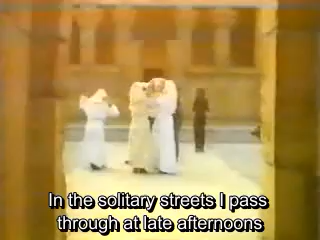 In the solitary streets I pass
through at late afternoons